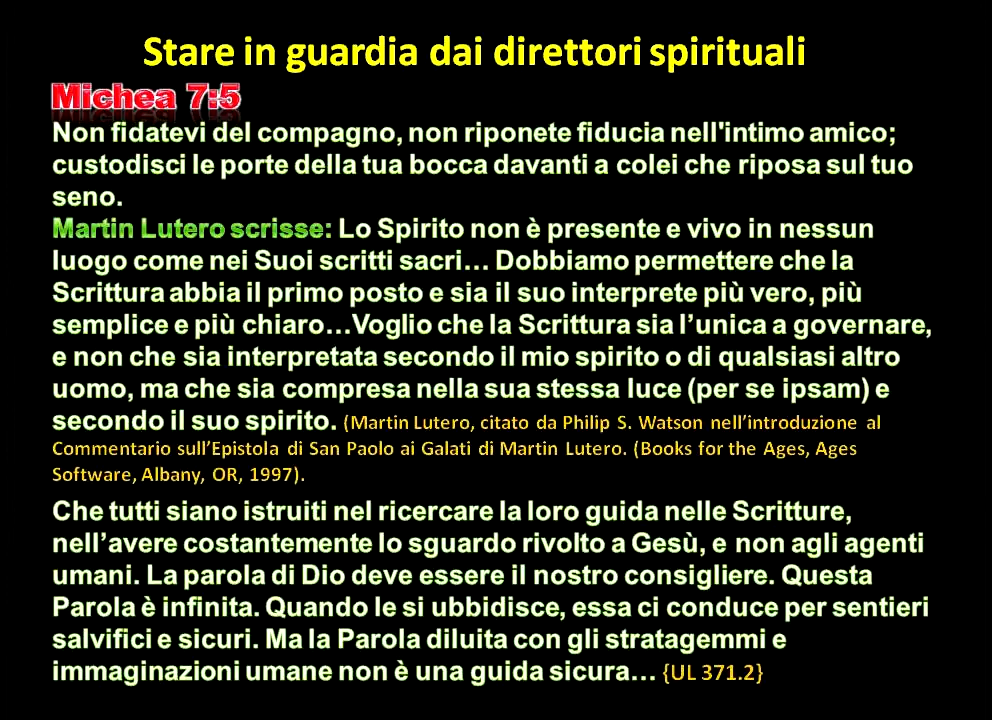 Stare in guardia dai direttori spirituali
Michea 7:5
Non fidatevi del compagno, non riponete fiducia nell'intimo amico;
custodisci le porte della tua bocca davanti a colei che riposa sul tuo
seno.
Martin Lutero scrisse: Lo Spirito non è presente e vivo in nessun
luogo come nei Suoi scritti sacri… Dobbiamo permettere che la
Scrittura abbia il primo posto e sia il suo interprete più vero, più
semplice e più chiaro…Voglio che la Scrittura sia l’unica a governare,
e non che sia interpretata secondo il mio spirito o di qualsiasi altro
uomo, ma che sia compresa nella sua stessa luce (per se ipsam) e
secondo il suo spirito. (Martin Lutero, citato da Philip S. Watson nell’introduzione al
Commentario sull’Epistola di San Paolo ai Galati di Martin Lutero. (Books for the Ages, Ages
Software, Albany, OR, 1997).
Che tutti siano istruiti nel ricercare la loro guida nelle Scritture,
nell’avere costantemente lo sguardo rivolto a Gesù, e non agli agenti
umani. La parola di Dio deve essere il nostro consigliere. Questa
Parola è infinita. Quando le si ubbidisce, essa ci conduce per sentieri
salvifici e sicuri. Ma la Parola diluita con gli stratagemmi e
immaginazioni umane non è una guida sicura… {UL 371.2}